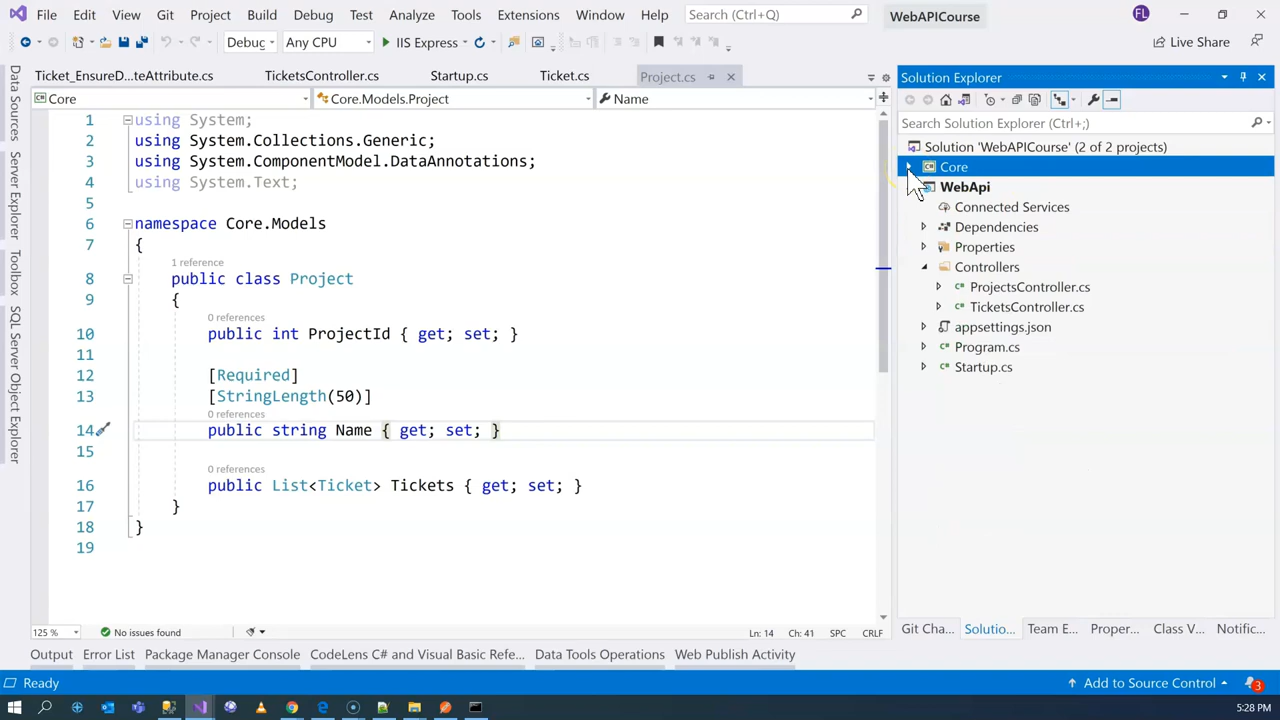 File Edit View Git Project Build Debug Test Analyze Tools Extensions Window Help Search (Ctrl+Q) WebAPICourse FL
Debug Any CPU IIS Express Live Share
Ticket_EnsureD...teAttribute.cs TicketsController.cs Startup.cs Ticket.cs Project.cs
Core Core.Models.Project Name
1 using System;
2 using System.Collections.Generic;
3 using System.ComponentModel.DataAnnotations;
4 using System.Text;
5
6 namespace Core.Models
7 {
1 reference
8 public class Project
9 {
0 references
10 public int ProjectId { get; set; }
11
12 [Required]
13 [StringLength(50)]
0 references
14 public string Name { get; set; }
15
0 references
16 public List<Ticket> Tickets { get; set; }
17 }
18 }
19
125 % No issues found Ln: 14 Ch: 41 SPC CRLF
Data Sources
Solution Explorer
Toolbox
SQL Server Object Explorer
Solution Explorer
Search Solution Explorer (Ctrl+;)
Solution 'WebAPICourse' (2 of 2 projects)
Core
WebApi
Connected Services
Dependencies
Properties
Controllers
ProjectsController.cs
TicketsController.cs
appsettings.json
Program.cs
Startup.cs
Git Cha... Solutio... Team E... Proper... Class V... Notific...
Output Error List Package Manager Console CodeLens C# and Visual Basic Refe... Data Tools Operations Web Publish Activity
Ready Add to Source Control 3
5:28 PM